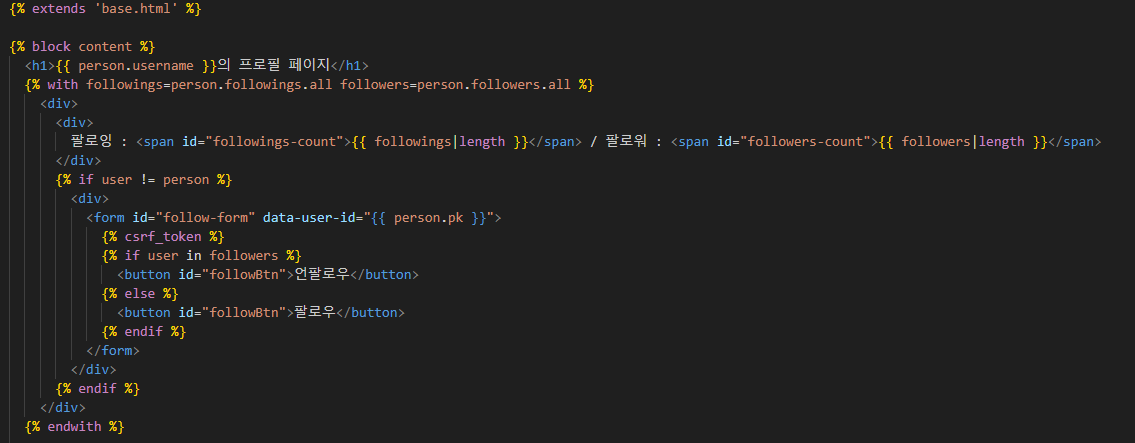 {% extends 'base.html' %}
{% block content %}
<h1>{{ person.username }}의 프로필 페이지</h1>
{% with followings=person.followings.all followers=person.followers.all %}
<div>
<div>
팔로잉 : <span id="followings-count">{{ followings|length }}</span> / 팔로워 : <span id="followers-count">{{ followers|length }}</span>
</div>
{% if user != person %}
<div>
<form id="follow-form" data-user-id="{{ person.pk }}">
{% csrf_token %}
{% if user in followers %}
<button id="followBtn">언팔로우</button>
{% else %}
<button id="followBtn">팔로우</button>
{% endif %}
</form>
</div>
{% endif %}
</div>
{% endwith %}